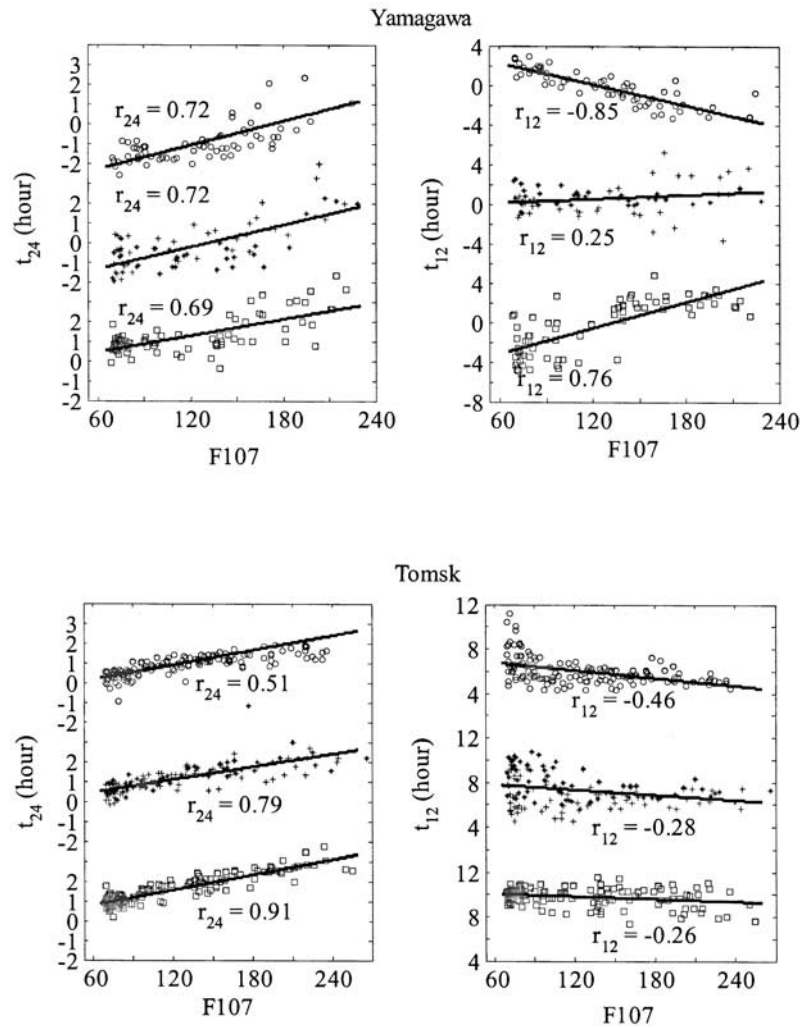 Yamagawa
3
2
1
0
-1
-2
2
1
0
-1
-2
2
1
0
-1
-2
t24 (hour)
r24 = 0.72
r24 = 0.72
r24 = 0.69
60 120 180 240
F107
4
0
-4
4
0
-4
4
0
-4
-8
t12 (hour)
r12 = -0.85
r12 = 0.25
r12 = 0.76
60 120 180 240
F107
Tomsk
3
2
1
0
-1
-2
2
1
0
-1
-2
2
1
0
-1
-2
t24 (hour)
r24 = 0.51
r24 = 0.79
r24 = 0.91
60 120 180 240
F107
12
8
4
12
8
4
12
10
8
4
t12 (hour)
r12 = -0.46
r12 = -0.28
r12 = -0.26
60 120 180 240
F107